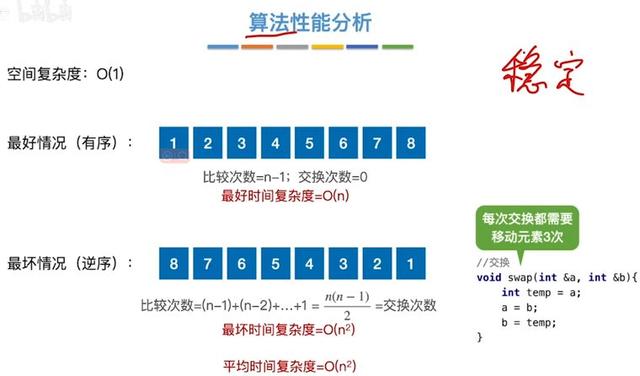 算法性能分析
空间复杂度：O(1)
稳定
最好情况（有序）：
1 2 3 4 5 6 7 8
比较次数=n-1；交换次数=0
最好时间复杂度=O(n)
每次交换都需要
移动元素3次
最坏情况（逆序）：
8 7 6 5 4 3 2 1
比较次数=(n-1)+(n-2)+…+1 = n(n − 1)/2 =交换次数
最坏时间复杂度=O(n²)
平均时间复杂度=O(n²)
//交换
void swap(int &a, int &b){
int temp = a;
a = b;
b = temp;
}